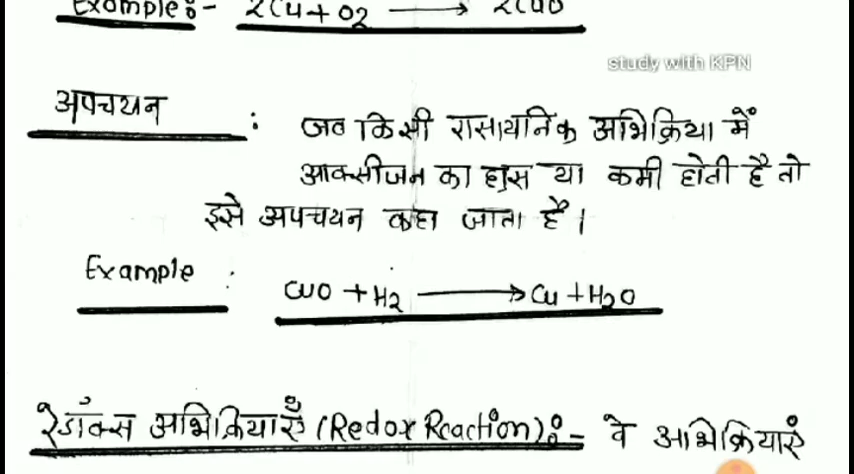 Example :- 2Cu + O2 → 2CuO
study with KPN
अपचयन : जब किसी रासायनिक अभिक्रिया में
आक्सीजन का ह्रास या कमी होती है तो
इसे अपचयन कहा जाता है।
Example : CuO + H2 → Cu + H2O
रेडॉक्स अभिक्रियाएँ (Redox Reaction) :- वे अभिक्रियाएँ